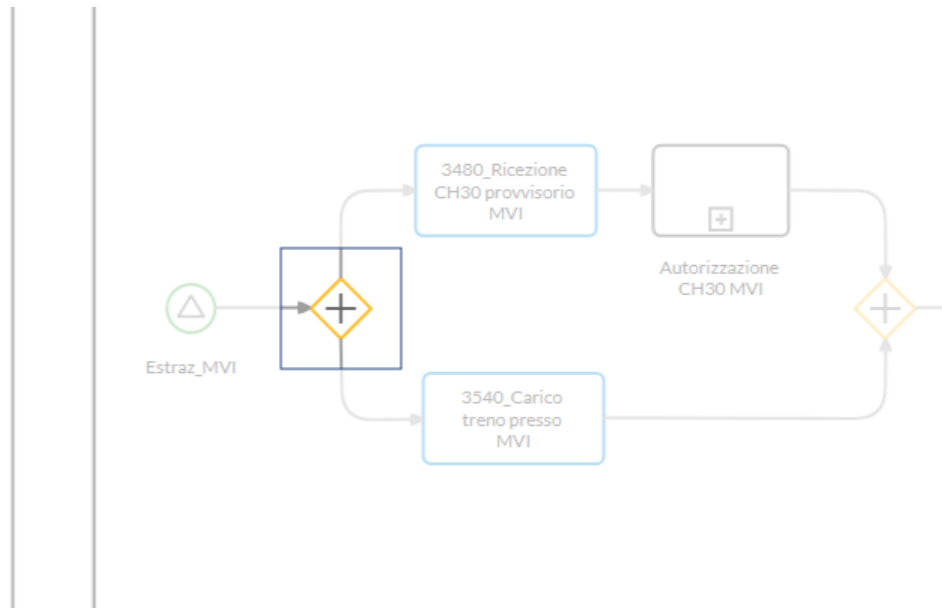 3480_Ricezione
CH30 provvisorio
MVI
Autorizzazione
CH30 MVI
Estraz_MVI
3540_Carico
treno presso
MVI